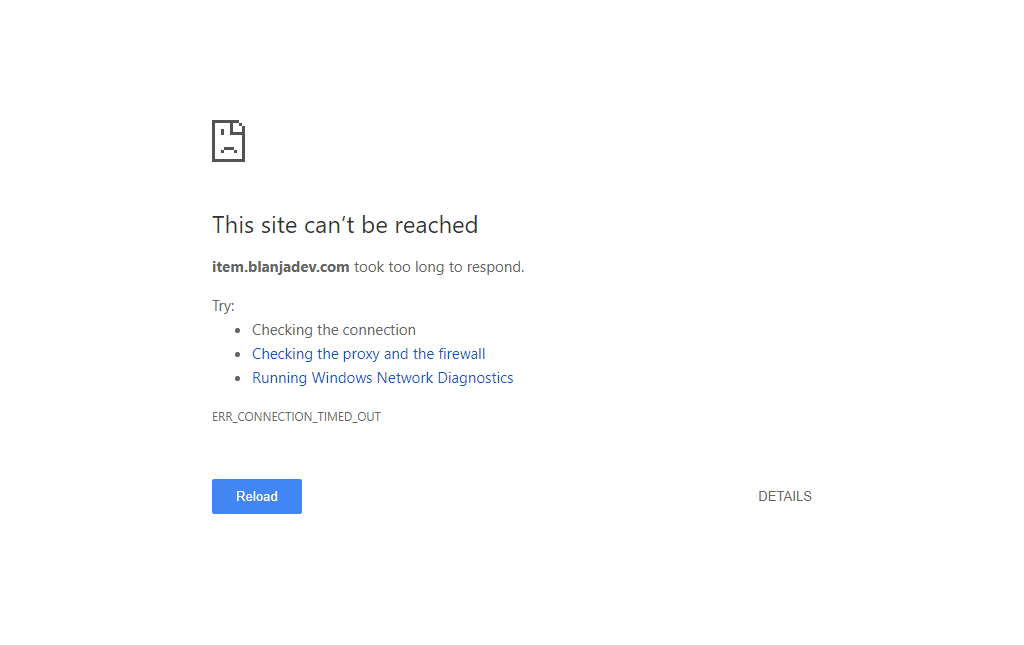 This site can’t be reached
item.blanjadev.com took too long to respond.
Try:
Checking the connection
Checking the proxy and the firewall
Running Windows Network Diagnostics
ERR_CONNECTION_TIMED_OUT
Reload
DETAILS